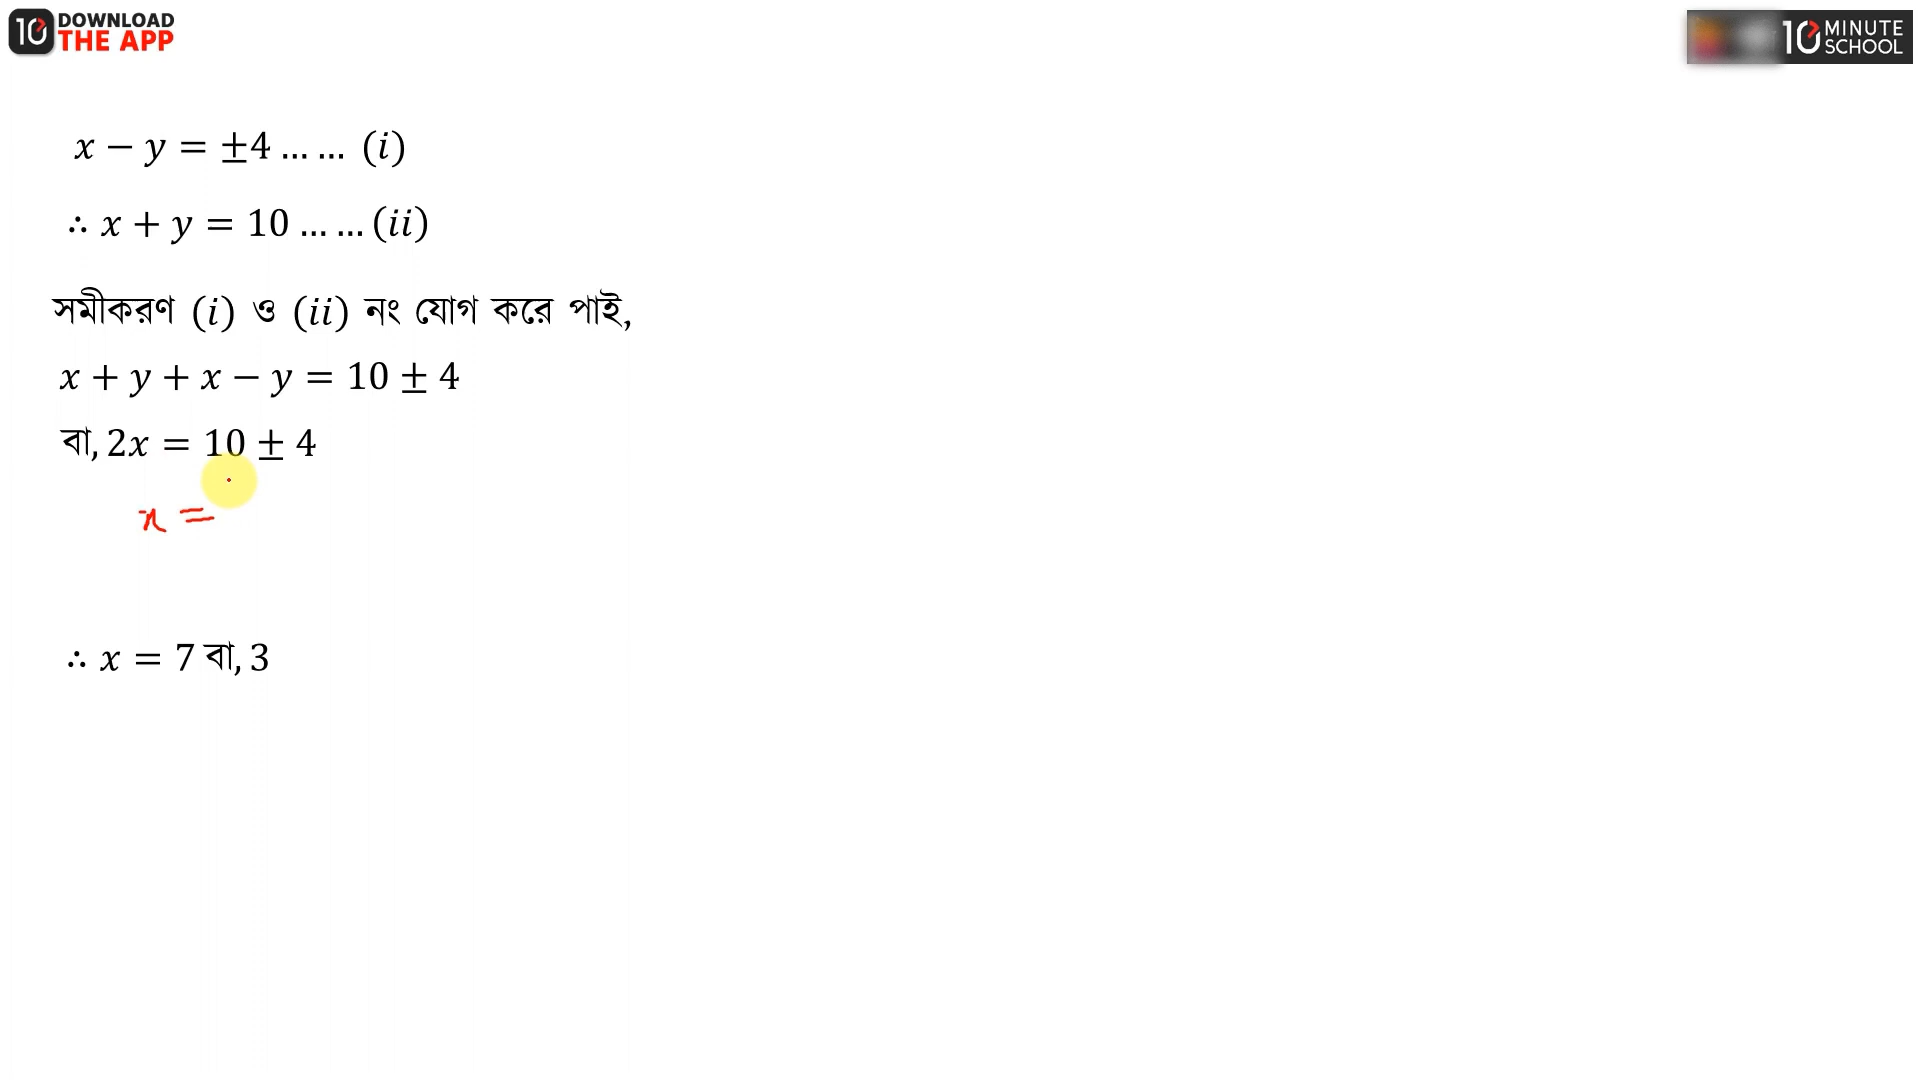 DOWNLOAD
THE APP
10 MINUTE
SCHOOL
x − y = ±4 … … (i)
∴ x + y = 10 … … (ii)
সমীকরণ (i) ও (ii) নং যোগ করে পাই,
x + y + x − y = 10 ± 4
বা, 2x = 10 ± 4
x =
∴ x = 7 বা, 3